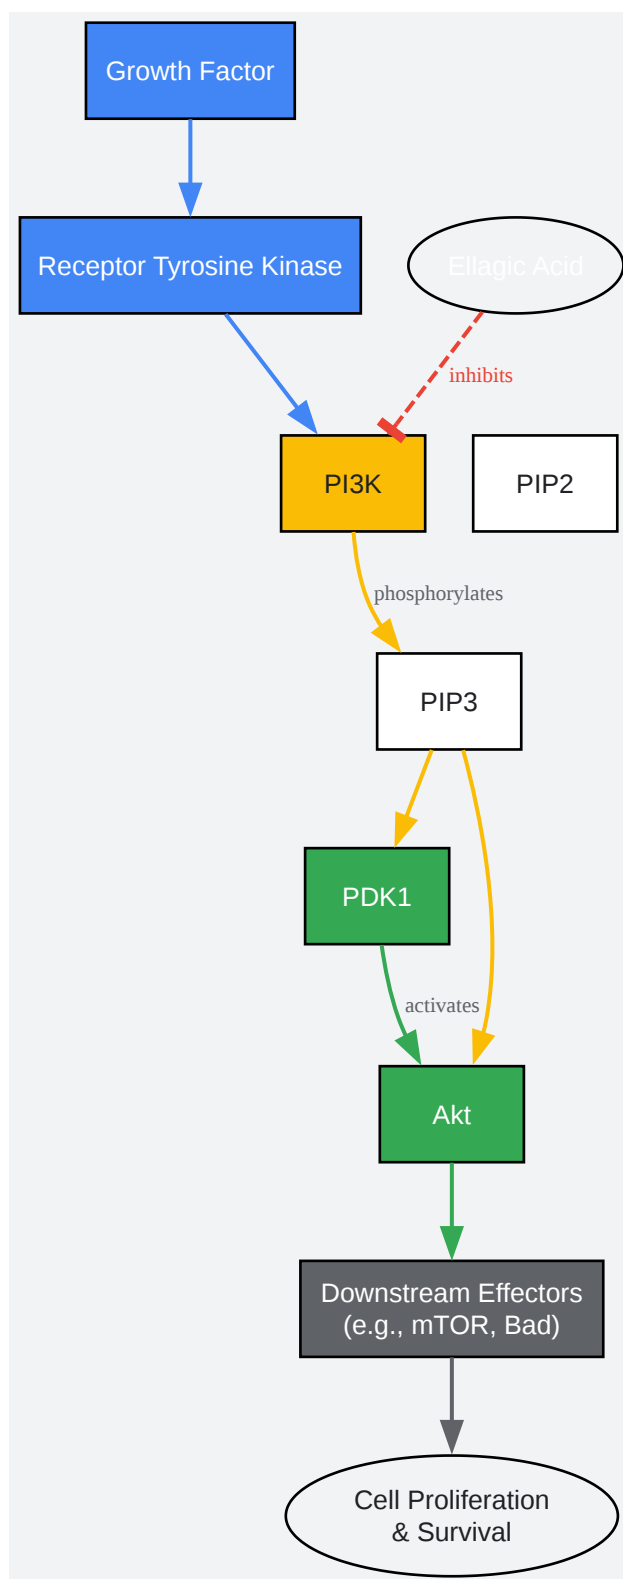 Growth Factor
Receptor Tyrosine Kinase
Ellagic Acid
inhibits
PI3K
PIP2
phosphorylates
PIP3
PDK1
activates
Akt
Downstream Effectors
(e.g., mTOR, Bad)
Cell Proliferation
& Survival